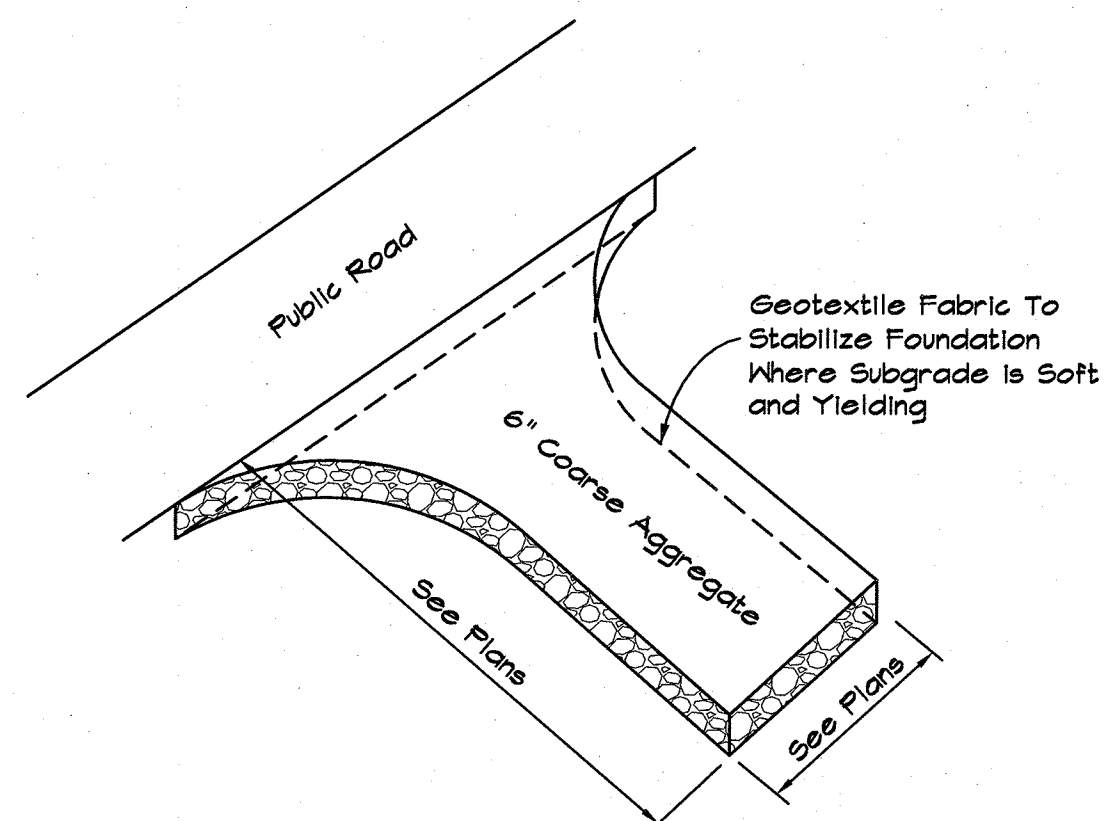 Public Road
Geotextile Fabric To
Stabilize Foundation
Where Subgrade is Soft
and Yielding
6" Coarse Aggregate
See Plans
See Plans